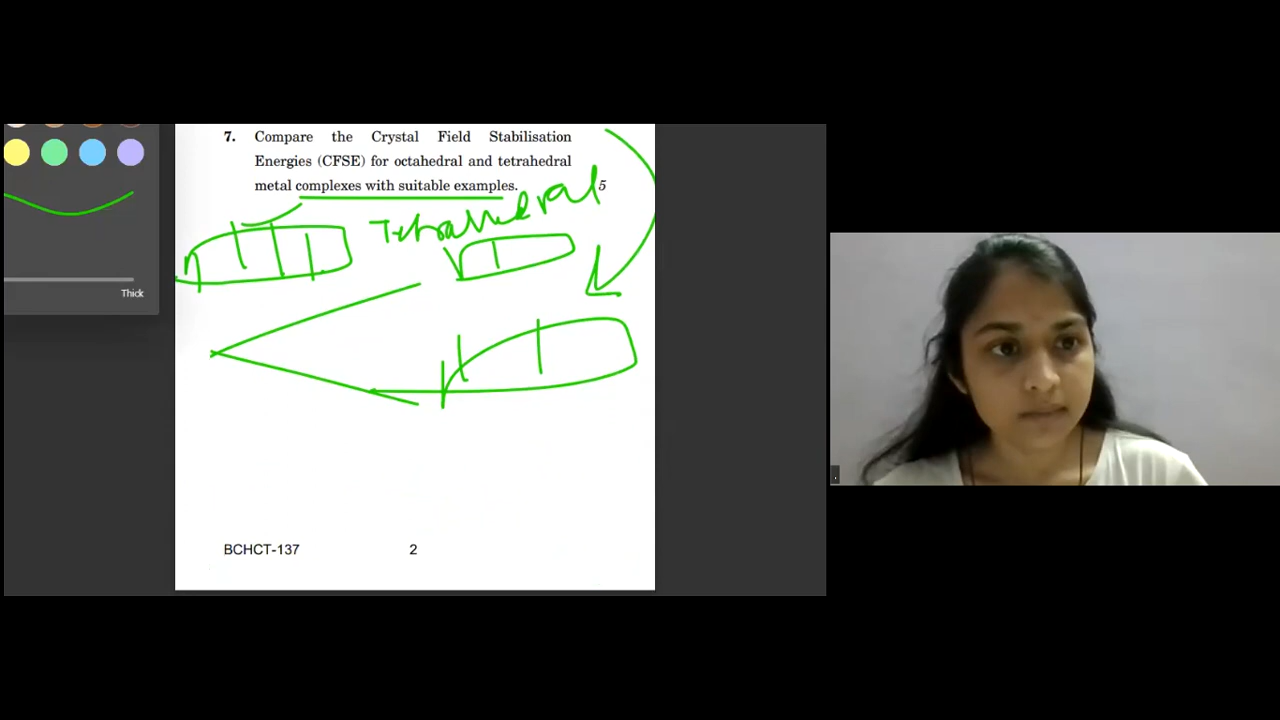 7. Compare the Crystal Field Stabilisation
Energies (CFSE) for octahedral and tetrahedral
metal complexes with suitable examples. 5
Tetrahedral
Thick
BCHCT-137 2